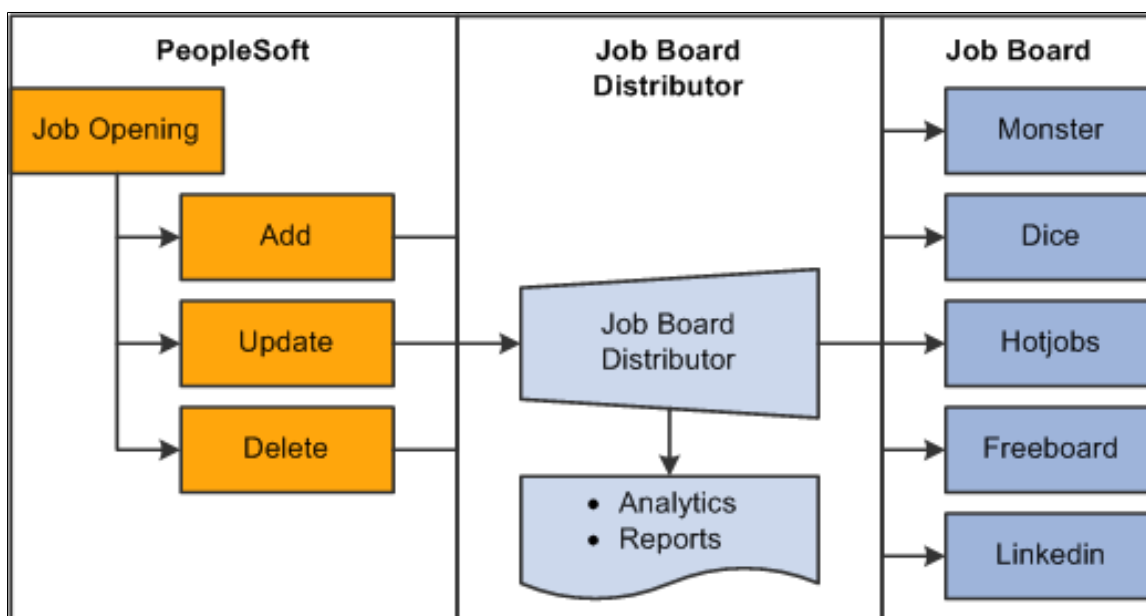 PeopleSoft
Job Opening
Add
Update
Delete
Job Board
Distributor
Job Board
Distributor
• Analytics
• Reports
Job Board
Monster
Dice
Hotjobs
Freeboard
Linkedin